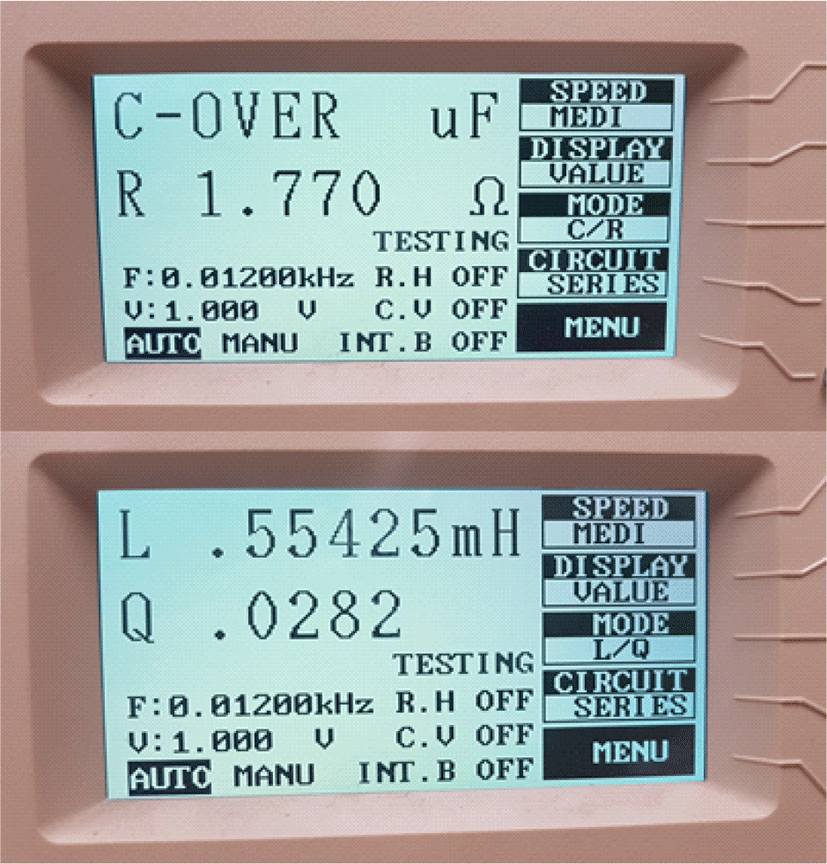 C-OVER uF
R 1.770 Ω
TESTING
F:0.01200kHz R.H OFF
V:1.000 V C.V OFF
AUTO MANU INT.B OFF
SPEED
MEDI
DISPLAY
VALUE
MODE
C/R
CIRCUIT
SERIES
MENU
L .55425mH
Q .0282
TESTING
F:0.01200kHz R.H OFF
V:1.000 V C.V OFF
AUTO MANU INT.B OFF
SPEED
MEDI
DISPLAY
VALUE
MODE
L/Q
CIRCUIT
SERIES
MENU